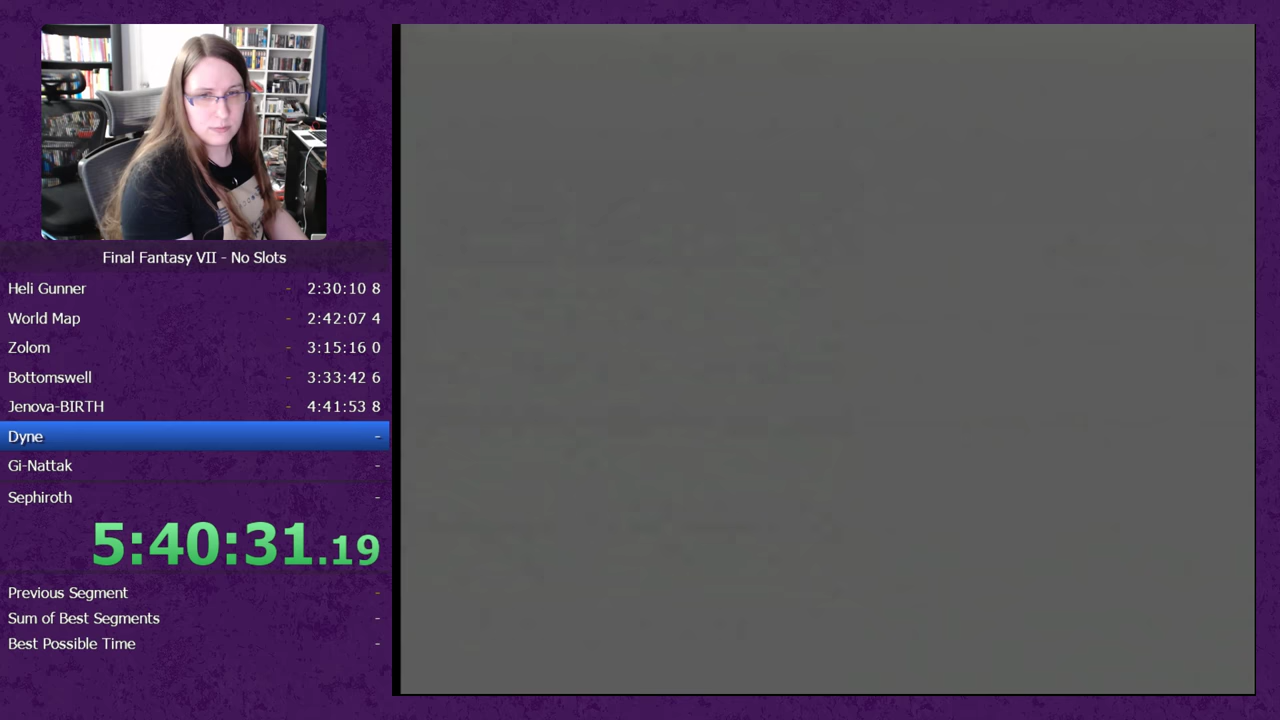 Final Fantasy VII - No Slots
Heli Gunner - 2:30:10 8
World Map - 2:42:07 4
Zolom - 3:15:16 0
Bottomswell - 3:33:42 6
Jenova-BIRTH - 4:41:53 8
Dyne -
Gi-Nattak -
Sephiroth -
5:40:31.19
Previous Segment -
Sum of Best Segments -
Best Possible Time -